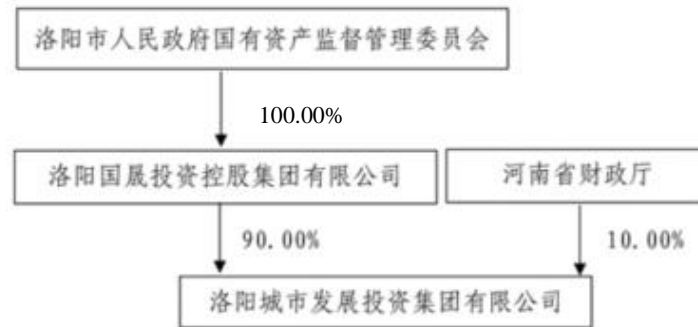 洛阳市人民政府国有资产监督管理委员会
100.00%
洛阳国晟投资控股集团有限公司
河南省财政厅
90.00%
10.00%
洛阳城市发展投资集团有限公司